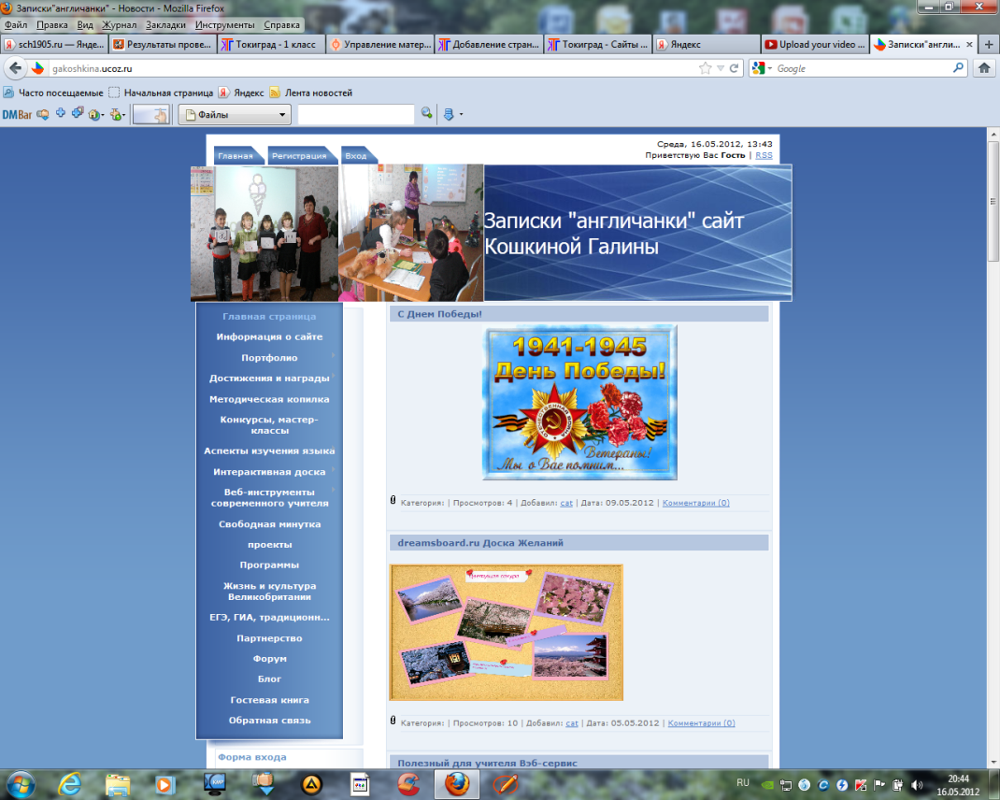 Записки"англичанки" - Новости - Mozilla Firefox
Файл Правка Вид Журнал Закладки Инструменты Справка
sch1905.ru — Янде... Результаты прове... Токиград - 1 класс Управление матер... Добавление стран... Токиград - Сайты ... Яндекс Upload your video ... Записки"англи...
gakoshkina.ucoz.ru Google
Часто посещаемые Начальная страница Яндекс Лента новостей
DMBar Файлы
Среда, 16.05.2012, 13:43
Главная Регистрация Вход
Приветствую Вас Гость | RSS
Записки "англичанки" сайт
Кошкиной Галины
Главная страница
Информация о сайте
Портфолио
Достижения и награды
Методическая копилка
Конкурсы, мастер-
классы
Аспекты изучения языка
Интерактивная доска
Веб-инструменты
современного учителя
Свободная минутка
проекты
Программы
Жизнь и культура
Великобритании
ЕГЭ, ГИА, традиционн...
Партнерство
Форум
Блог
Гостевая книга
Обратная связь
Форма входа
С Днем Победы!
1941-1945
День Победы!
ОТЕЧЕСТВЕННАЯ ВОЙНА
Ветераны!
Мы о Вас помним...
Категория: | Просмотров: 4 | Добавил: cat | Дата: 09.05.2012 | Комментарии (0)
dreamsboard.ru Доска Желаний
Категория: | Просмотров: 10 | Добавил: cat | Дата: 05.05.2012 | Комментарии (0)
Полезный для учителя Вэб-сервис
RU
20:44
16.05.2012